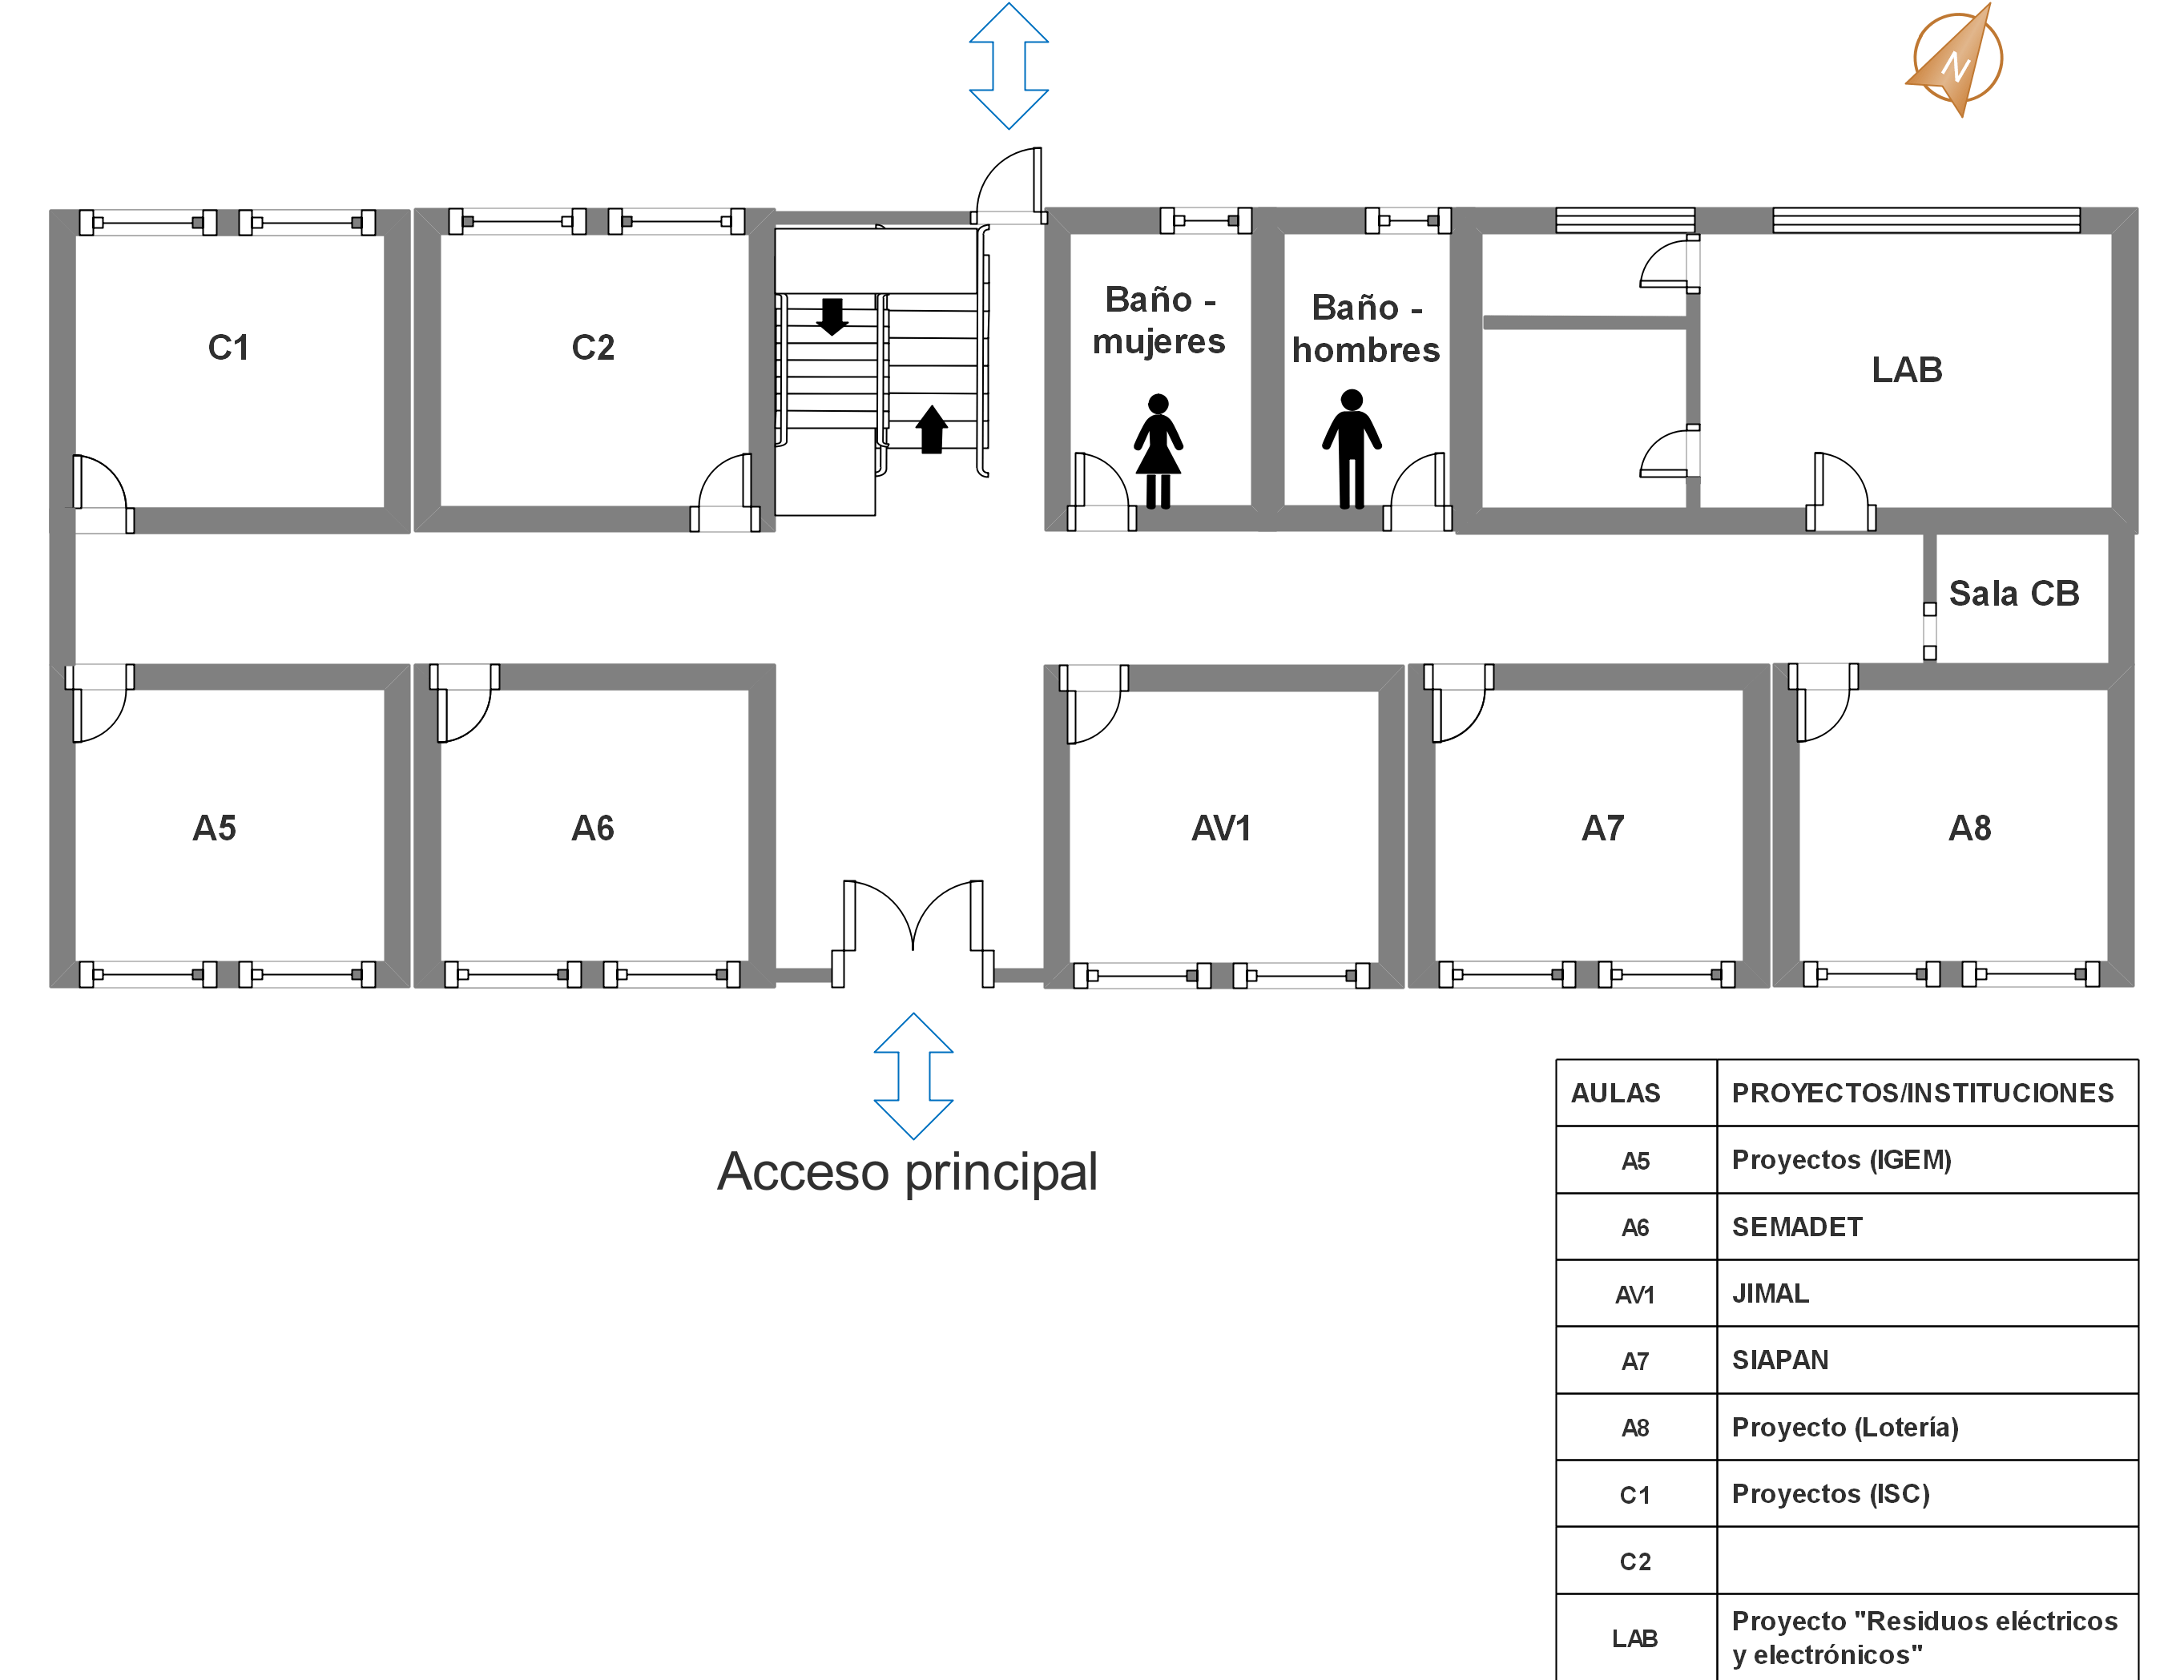 N
C1
C2
Baño -
mujeres
Baño -
hombres
LAB
Sala CB
A5
A6
AV1
A7
A8
Acceso principal
AULAS PROYECTOS/INSTITUCIONES
A5 Proyectos (IGEM)
A6 SEMADET
AV1 JIMAL
A7 SIAPAN
A8 Proyecto (Lotería)
C1 Proyectos (ISC)
C2
LAB Proyecto "Residuos eléctricos
y electrónicos"